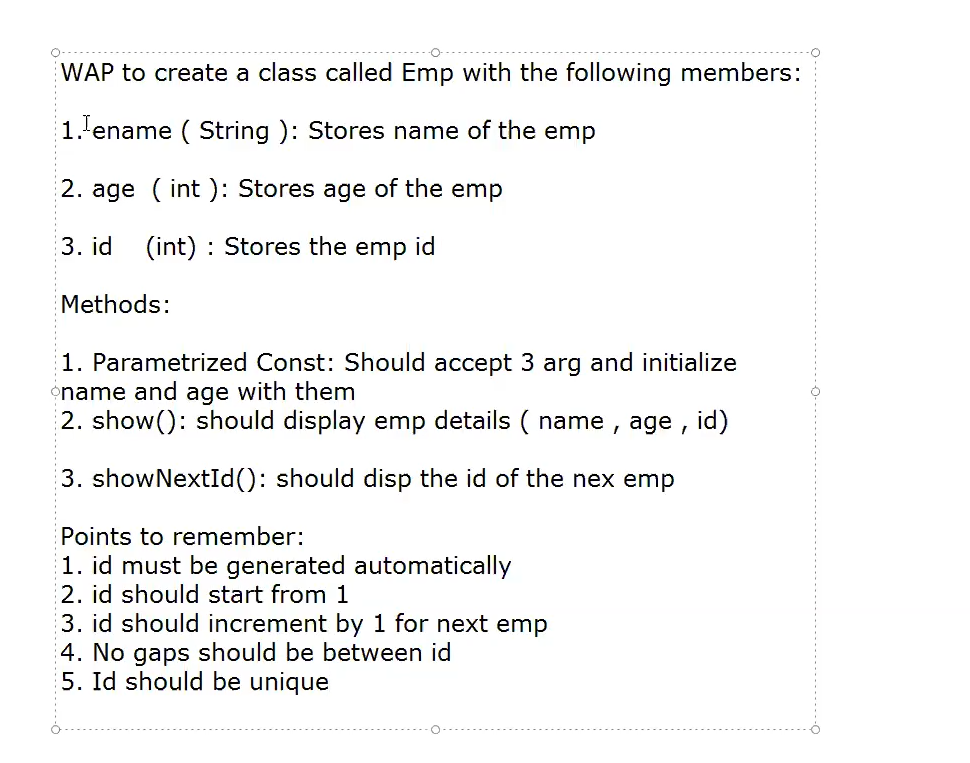 WAP to create a class called Emp with the following members:
1. ename ( String ): Stores name of the emp
2. age ( int ): Stores age of the emp
3. id (int) : Stores the emp id
Methods:
1. Parametrized Const: Should accept 3 arg and initialize
name and age with them
2. show(): should display emp details ( name , age , id)
3. showNextId(): should disp the id of the nex emp
Points to remember:
1. id must be generated automatically
2. id should start from 1
3. id should increment by 1 for next emp
4. No gaps should be between id
5. Id should be unique